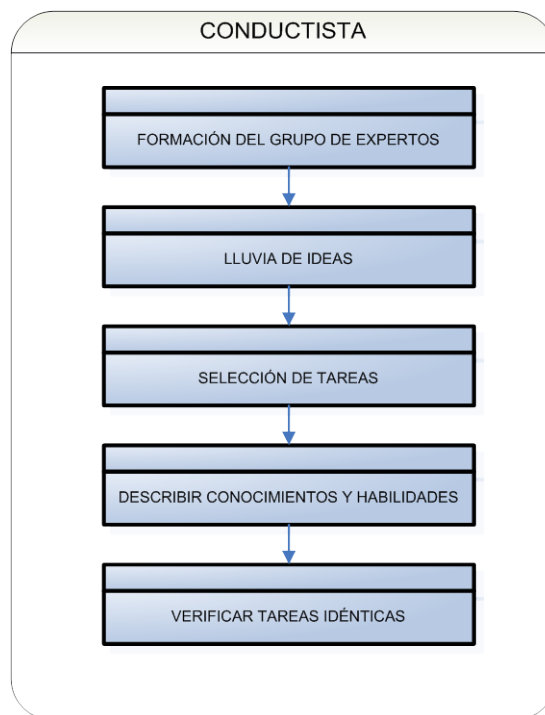 CONDUCTISTA
FORMACIÓN DEL GRUPO DE EXPERTOS
LLUVIA DE IDEAS
SELECCIÓN DE TAREAS
DESCRIBIR CONOCIMIENTOS Y HABILIDADES
VERIFICAR TAREAS IDÉNTICAS